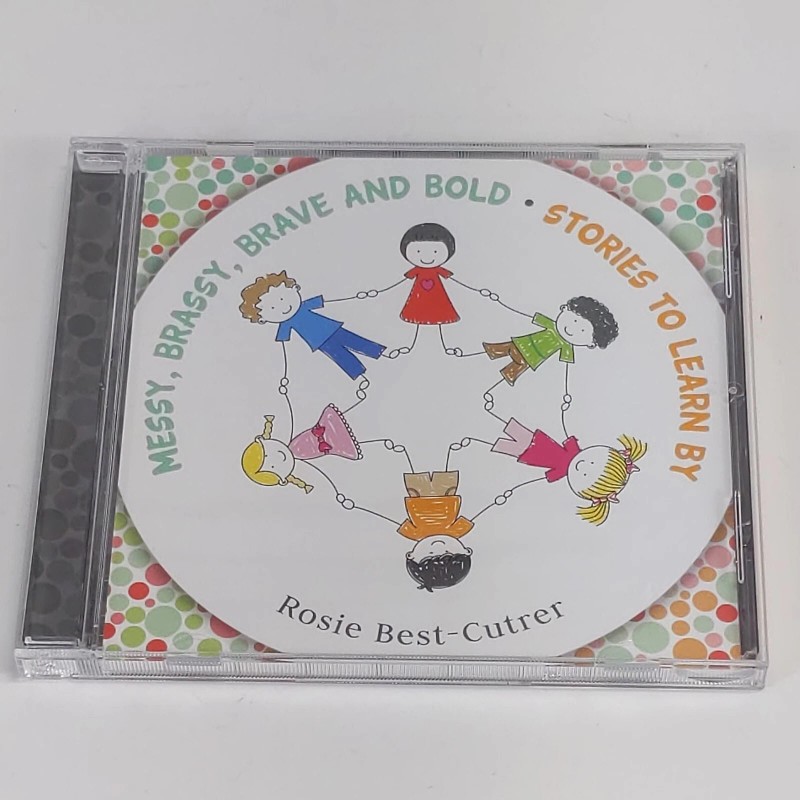 MESSY, BRASSY, BRAVE AND BOLD • STORIES TO LEARN BY
Rosie Best-Cutrer